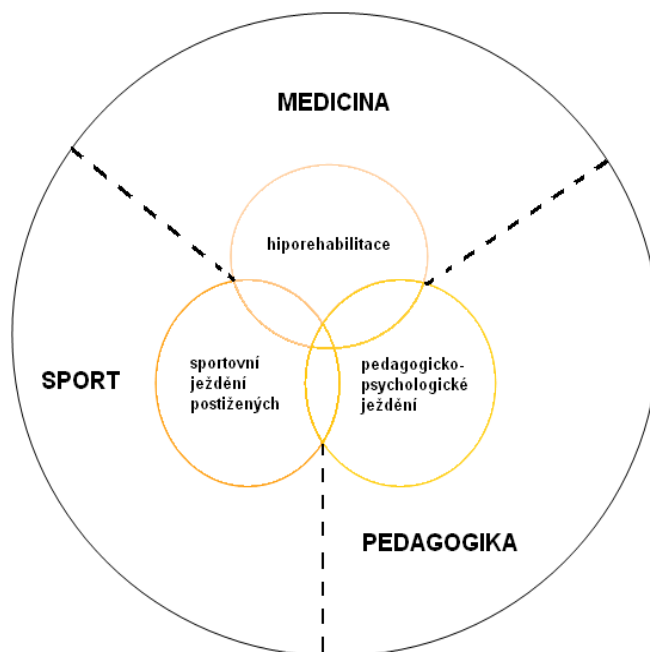 MEDICINA
hiporehabilitace
SPORT
sportovní
ježdění
postižených
pedagogicko-
psychologické
ježdění
PEDAGOGIKA